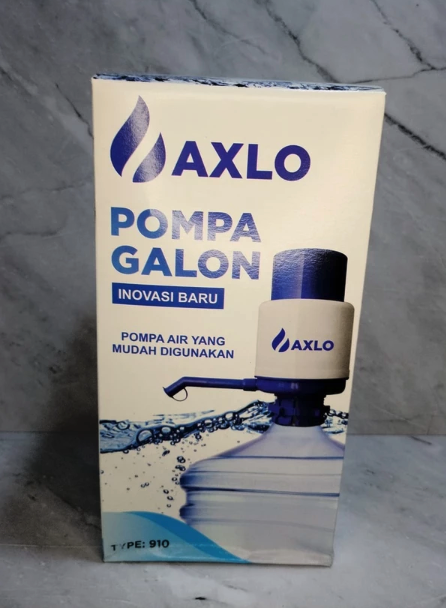 AXLO
POMPA
GALON
INOVASI BARU
POMPA AIR YANG
MUDAH DIGUNAKAN
AXLO
TYPE: 910